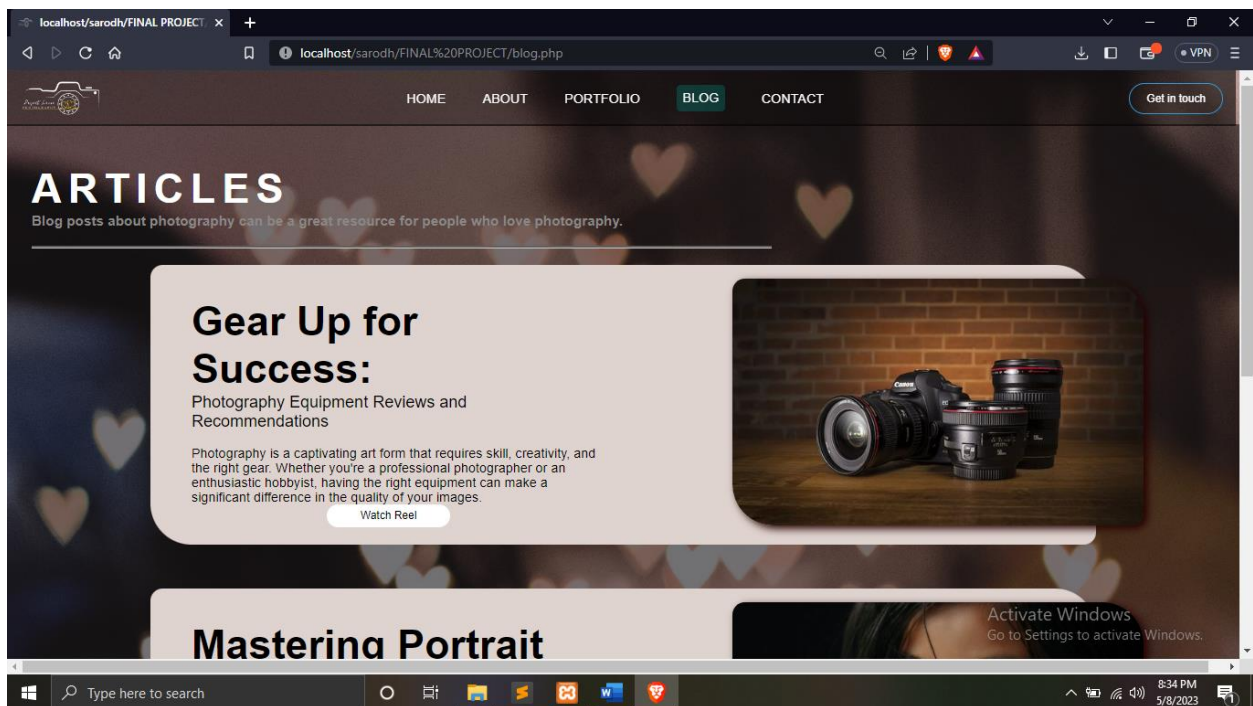 localhost/sarodh/FINAL PROJECT/
localhost/sarodh/FINAL%20PROJECT/blog.php
VPN
HOME ABOUT PORTFOLIO BLOG CONTACT Get in touch
ARTICLES
Blog posts about photography can be a great resource for people who love photography.
Gear Up for
Success:
Photography Equipment Reviews and
Recommendations
Photography is a captivating art form that requires skill, creativity, and
the right gear. Whether you're a professional photographer or an
enthusiastic hobbyist, having the right equipment can make a
significant difference in the quality of your images.
Watch Reel
Canon
Mastering Portrait
Activate Windows
Go to Settings to activate Windows.
Type here to search
8:34 PM
5/8/2023
1